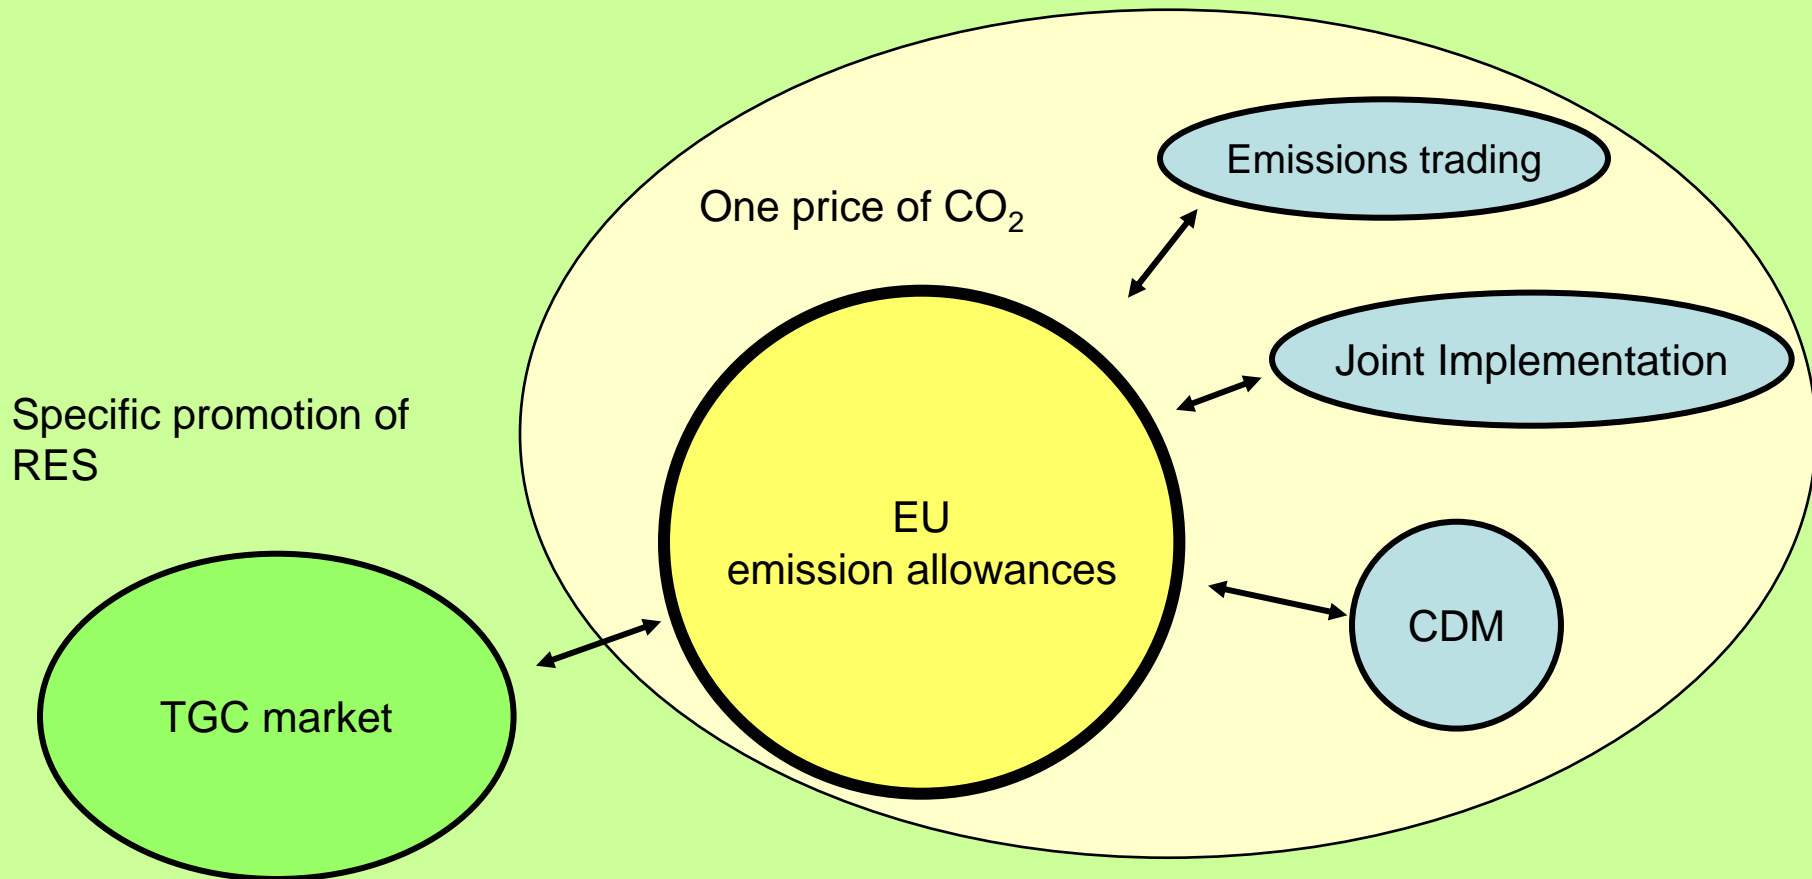 Emissions trading
One price of CO₂
Joint Implementation
Specific promotion of
RES
EU
emission allowances
CDM
TGC market